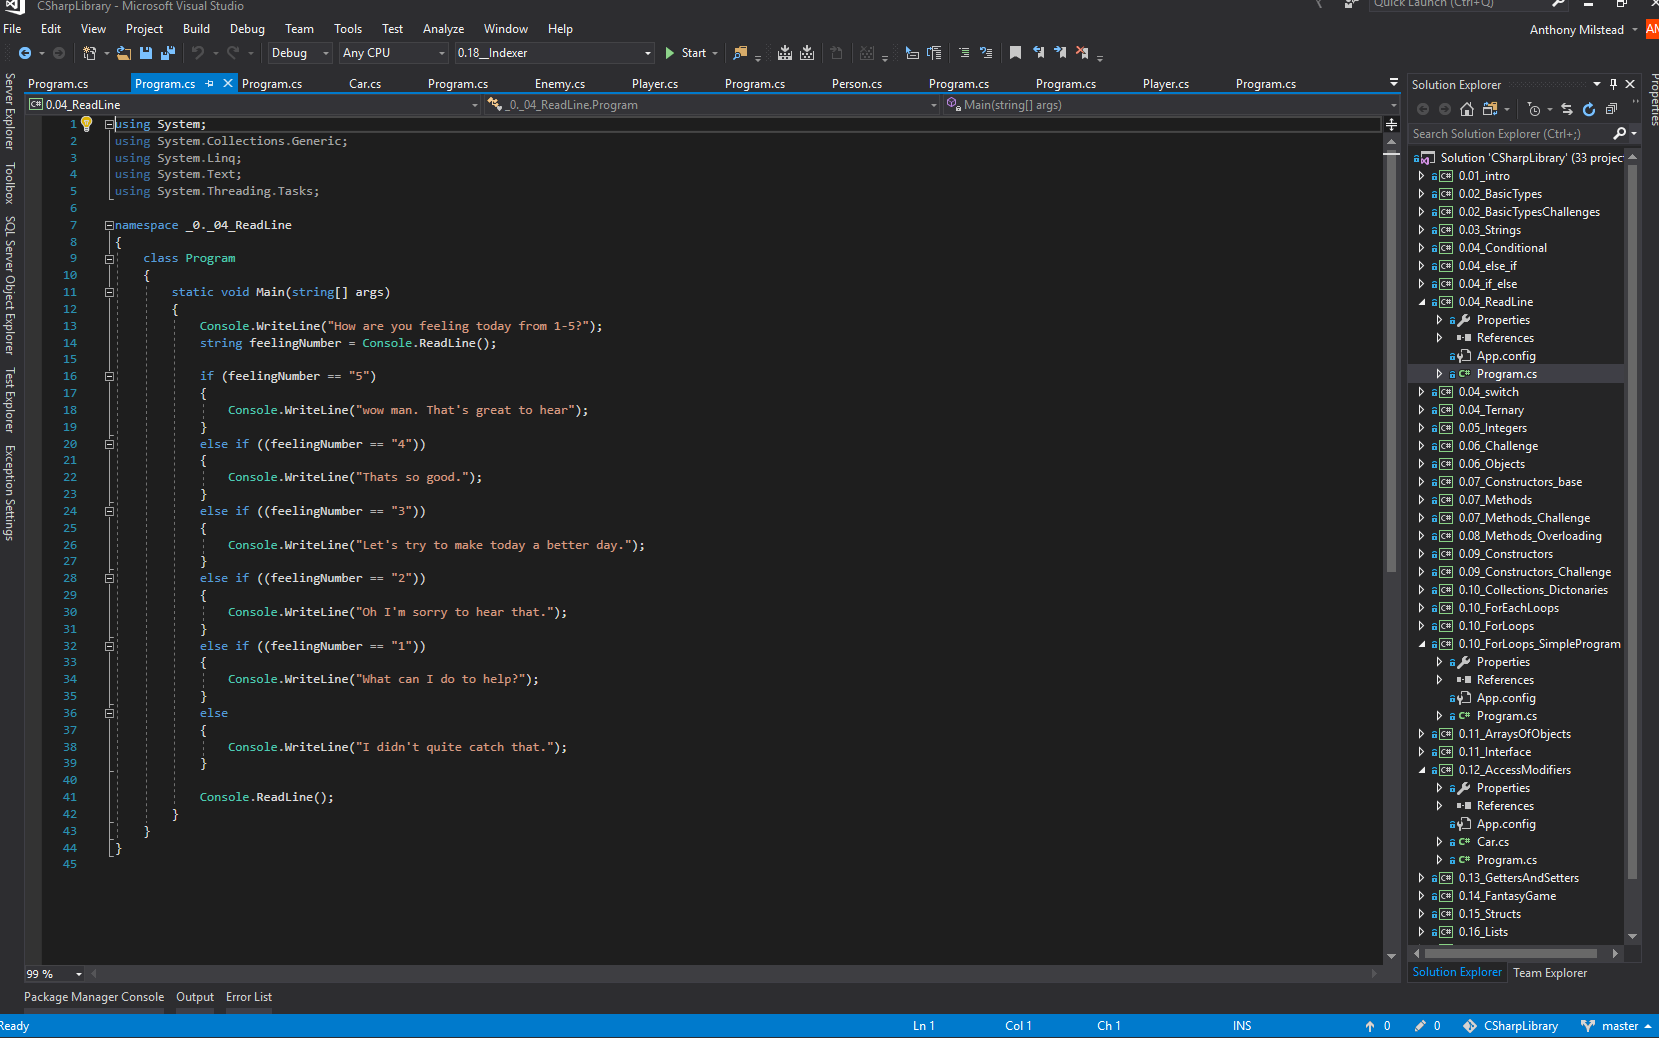 CSharpLibrary - Microsoft Visual Studio
Quick Launch (Ctrl+Q)
File Edit View Project Build Debug Team Tools Test Analyze Window Help
Anthony Milstead
Debug Any CPU 0.18__Indexer Start
Program.cs Program.cs Program.cs Car.cs Program.cs Enemy.cs Player.cs Program.cs Person.cs Program.cs Program.cs Player.cs Program.cs
0.04_ReadLine _0._04_ReadLine.Program Main(string[] args)
Server Explorer
Toolbox
SQL Server Object Explorer
Test Explorer
Exception Settings
1 using System;
2 using System.Collections.Generic;
3 using System.Linq;
4 using System.Text;
5 using System.Threading.Tasks;
6
7 namespace _0._04_ReadLine
8 {
9 class Program
10 {
11 static void Main(string[] args)
12 {
13 Console.WriteLine("How are you feeling today from 1-5?");
14 string feelingNumber = Console.ReadLine();
15
16 if (feelingNumber == "5")
17 {
18 Console.WriteLine("wow man. That's great to hear");
19 }
20 else if ((feelingNumber == "4"))
21 {
22 Console.WriteLine("Thats so good.");
23 }
24 else if ((feelingNumber == "3"))
25 {
26 Console.WriteLine("Let's try to make today a better day.");
27 }
28 else if ((feelingNumber == "2"))
29 {
30 Console.WriteLine("Oh I'm sorry to hear that.");
31 }
32 else if ((feelingNumber == "1"))
33 {
34 Console.WriteLine("What can I do to help?");
35 }
36 else
37 {
38 Console.WriteLine("I didn't quite catch that.");
39 }
40
41 Console.ReadLine();
42 }
43 }
44 }
45
99 %
Solution Explorer
Search Solution Explorer (Ctrl+;)
Solution 'CSharpLibrary' (33 projec
C# 0.01_intro
C# 0.02_BasicTypes
C# 0.02_BasicTypesChallenges
C# 0.03_Strings
C# 0.04_Conditional
C# 0.04_else_if
C# 0.04_if_else
C# 0.04_ReadLine
Properties
References
App.config
C# Program.cs
C# 0.04_switch
C# 0.04_Ternary
C# 0.05_Integers
C# 0.06_Challenge
C# 0.06_Objects
C# 0.07_Constructors_base
C# 0.07_Methods
C# 0.07_Methods_Challenge
C# 0.08_Methods_Overloading
C# 0.09_Constructors
C# 0.09_Constructors_Challenge
C# 0.10_Collections_Dictonaries
C# 0.10_ForEachLoops
C# 0.10_ForLoops
C# 0.10_ForLoops_SimpleProgram
Properties
References
App.config
C# Program.cs
C# 0.11_ArraysOfObjects
C# 0.11_Interface
C# 0.12_AccessModifiers
Properties
References
App.config
C# Car.cs
C# Program.cs
C# 0.13_GettersAndSetters
C# 0.14_FantasyGame
C# 0.15_Structs
C# 0.16_Lists
Solution Explorer Team Explorer
Properties
Package Manager Console Output Error List
Ready Ln 1 Col 1 Ch 1 INS 0 0 CSharpLibrary master